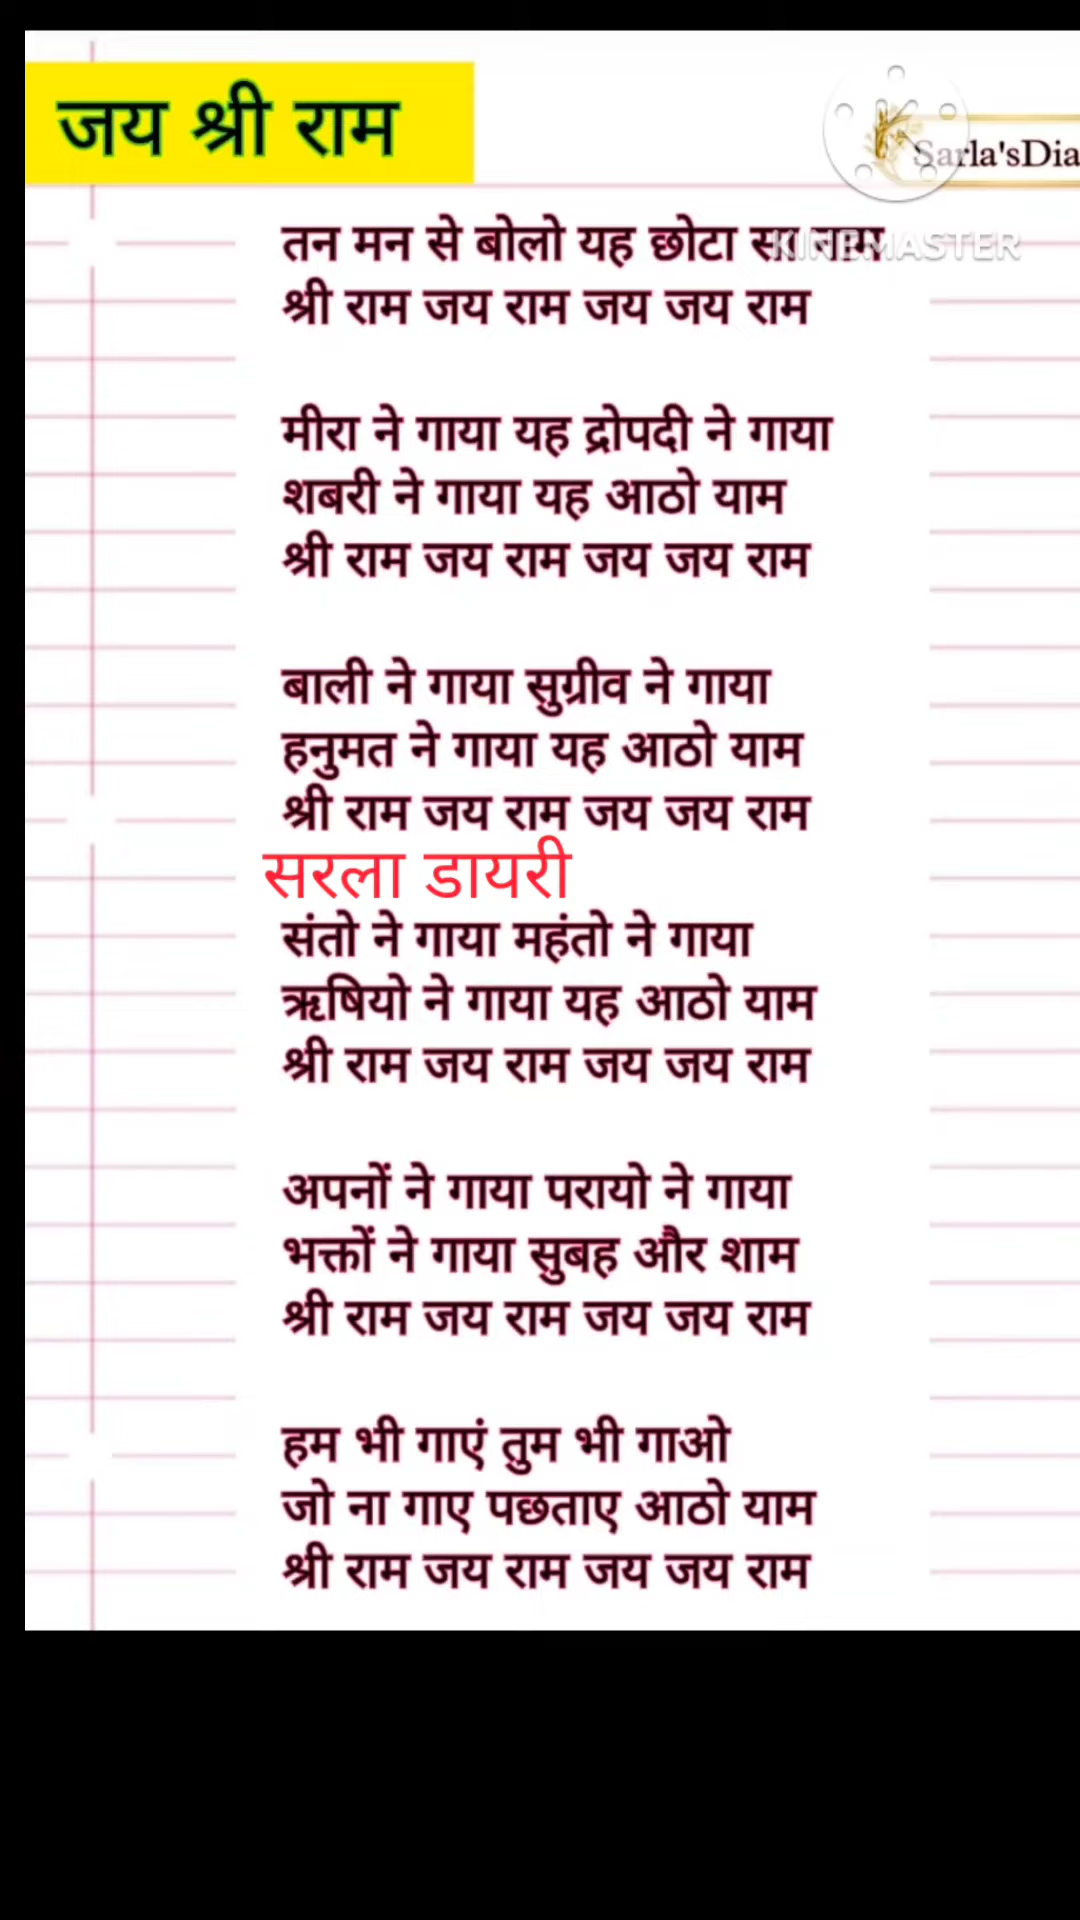 जय श्री राम
Sarla'sDia
तन मन से बोलो यह छोटा सा नाम
KINEMASTER
श्री राम जय राम जय जय राम
मीरा ने गाया यह द्रोपदी ने गाया
शबरी ने गाया यह आठो याम
श्री राम जय राम जय जय राम
बाली ने गाया सुग्रीव ने गाया
हनुमत ने गाया यह आठो याम
श्री राम जय राम जय जय राम
सरला डायरी
संतो ने गाया महंतो ने गाया
ऋषियो ने गाया यह आठो याम
श्री राम जय राम जय जय राम
अपनों ने गाया परायो ने गाया
भक्तों ने गाया सुबह और शाम
श्री राम जय राम जय जय राम
हम भी गाएं तुम भी गाओ
जो ना गाए पछताए आठो याम
श्री राम जय राम जय जय राम